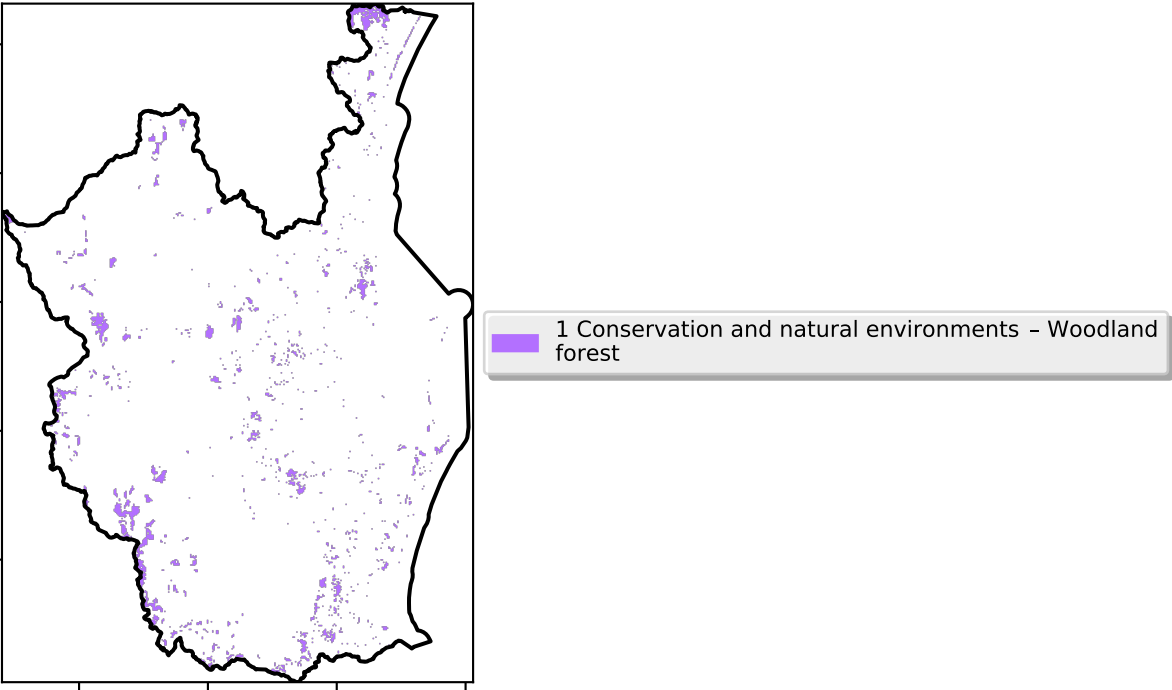 1 Conservation and natural environments – Woodland
forest